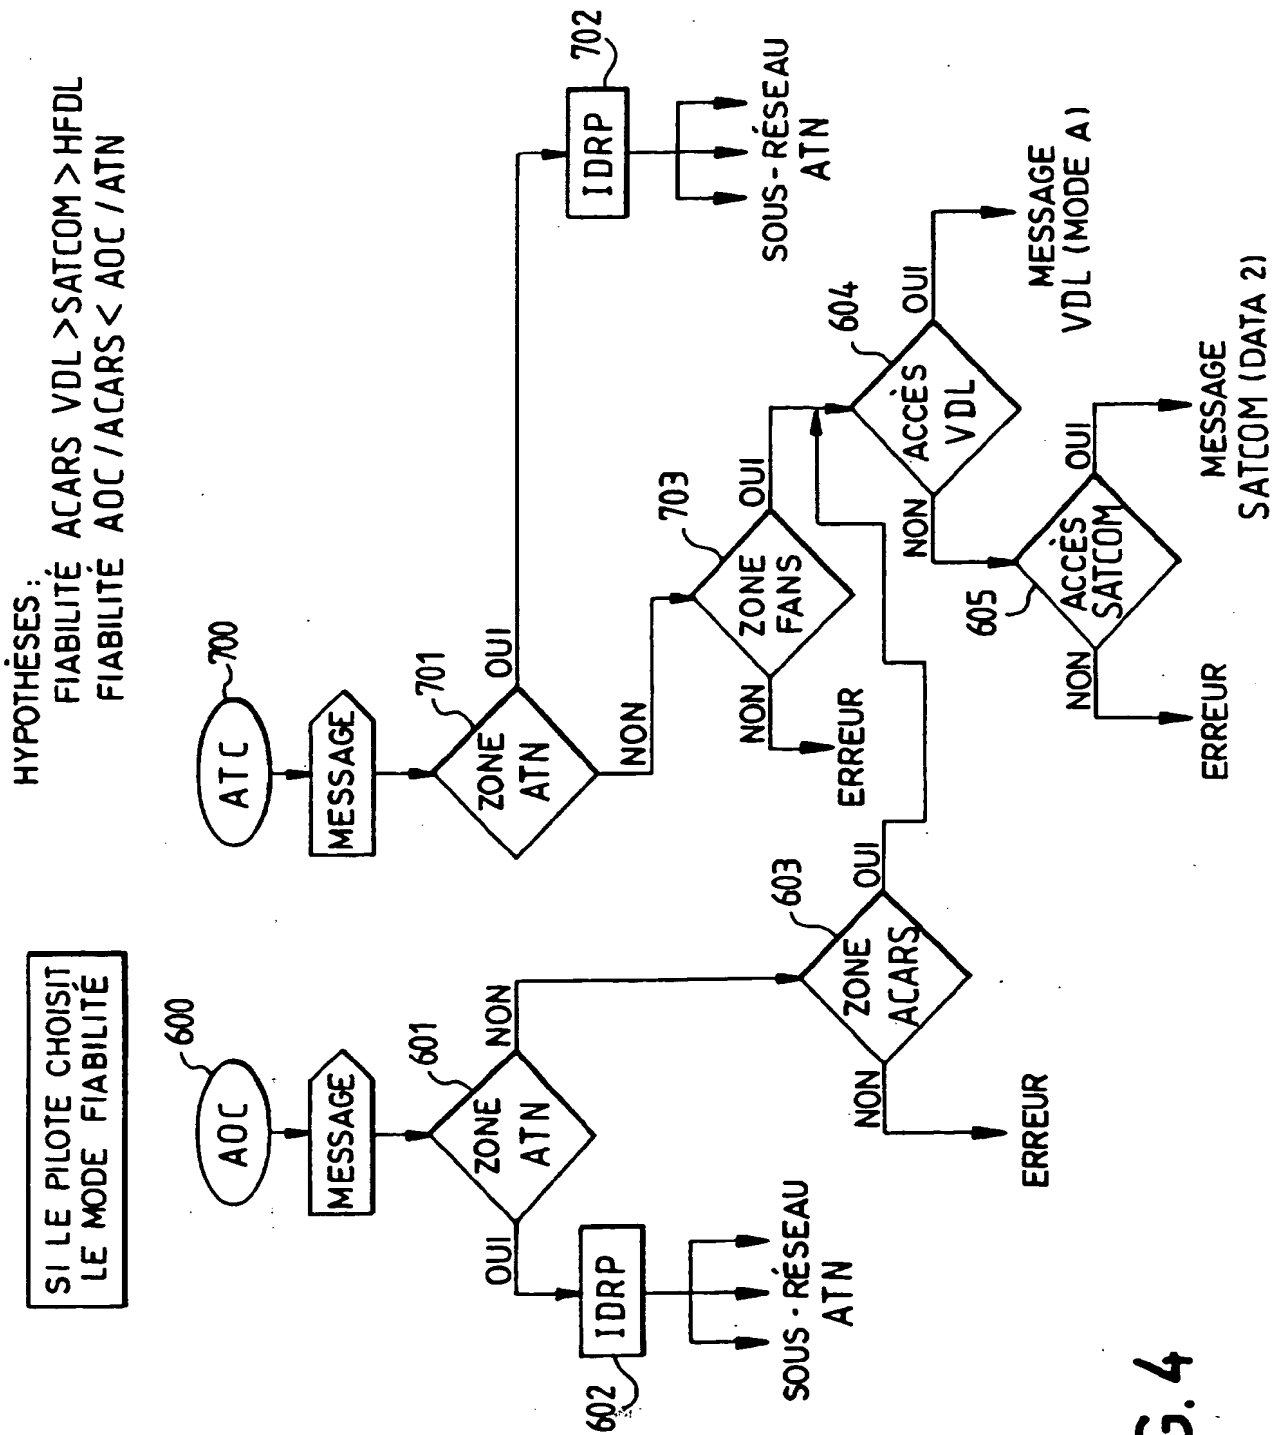 SI LE PILOTE CHOISIT
LE MODE FIABILITÉ
HYPOTHÈSES:
FIABILITÉ ACARS VDL > SATCOM > HFDL
FIABILITÉ AOC / ACARS < AOC / ATN
600
AOC
MESSAGE
601
ZONE
ATN
OUI
NON
602
IDRP
SOUS - RÉSEAU
ATN
603
ZONE
ACARS
NON
OUI
ERREUR
700
ATC
MESSAGE
701
ZONE
ATN
OUI
NON
702
IDRP
SOUS - RÉSEAU
ATN
703
ZONE
FANS
NON
OUI
ERREUR
604
ACCÈS
VDL
NON
OUI
MESSAGE
VDL (MODE A)
605
ACCÈS
SATCOM
NON
OUI
ERREUR
MESSAGE
SATCOM (DATA 2)
G. 4